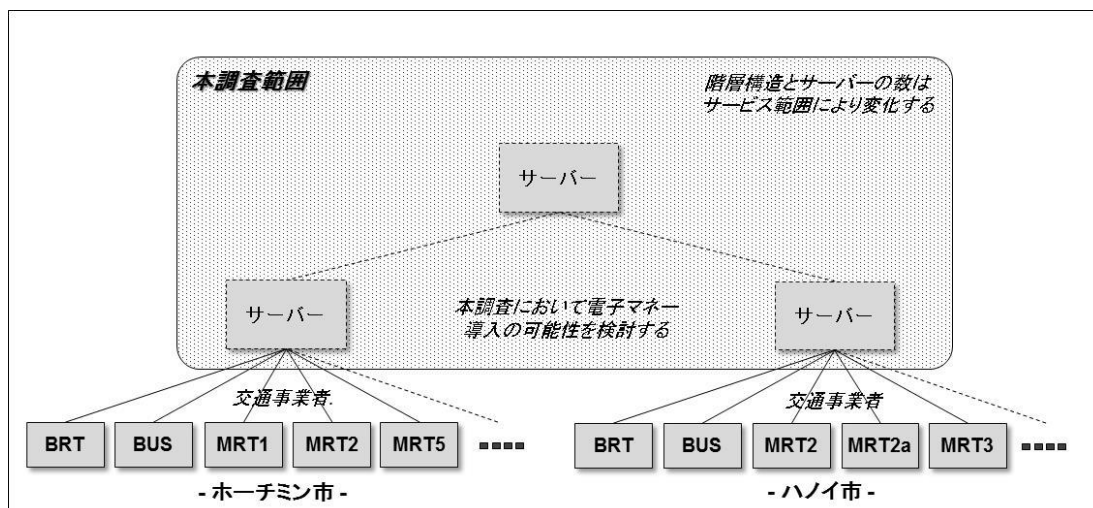 本調査範囲
階層構造とサーバーの数は
サービス範囲により変化する
サーバー
サーバー
本調査において電子マネー
導入の可能性を検討する
サーバー
交通事業者.
交通事業者
BRT
BUS
MRT1
MRT2
MRT5
BRT
BUS
MRT2
MRT2a
MRT3
- ホーチミン市 -
- ハノイ市 -